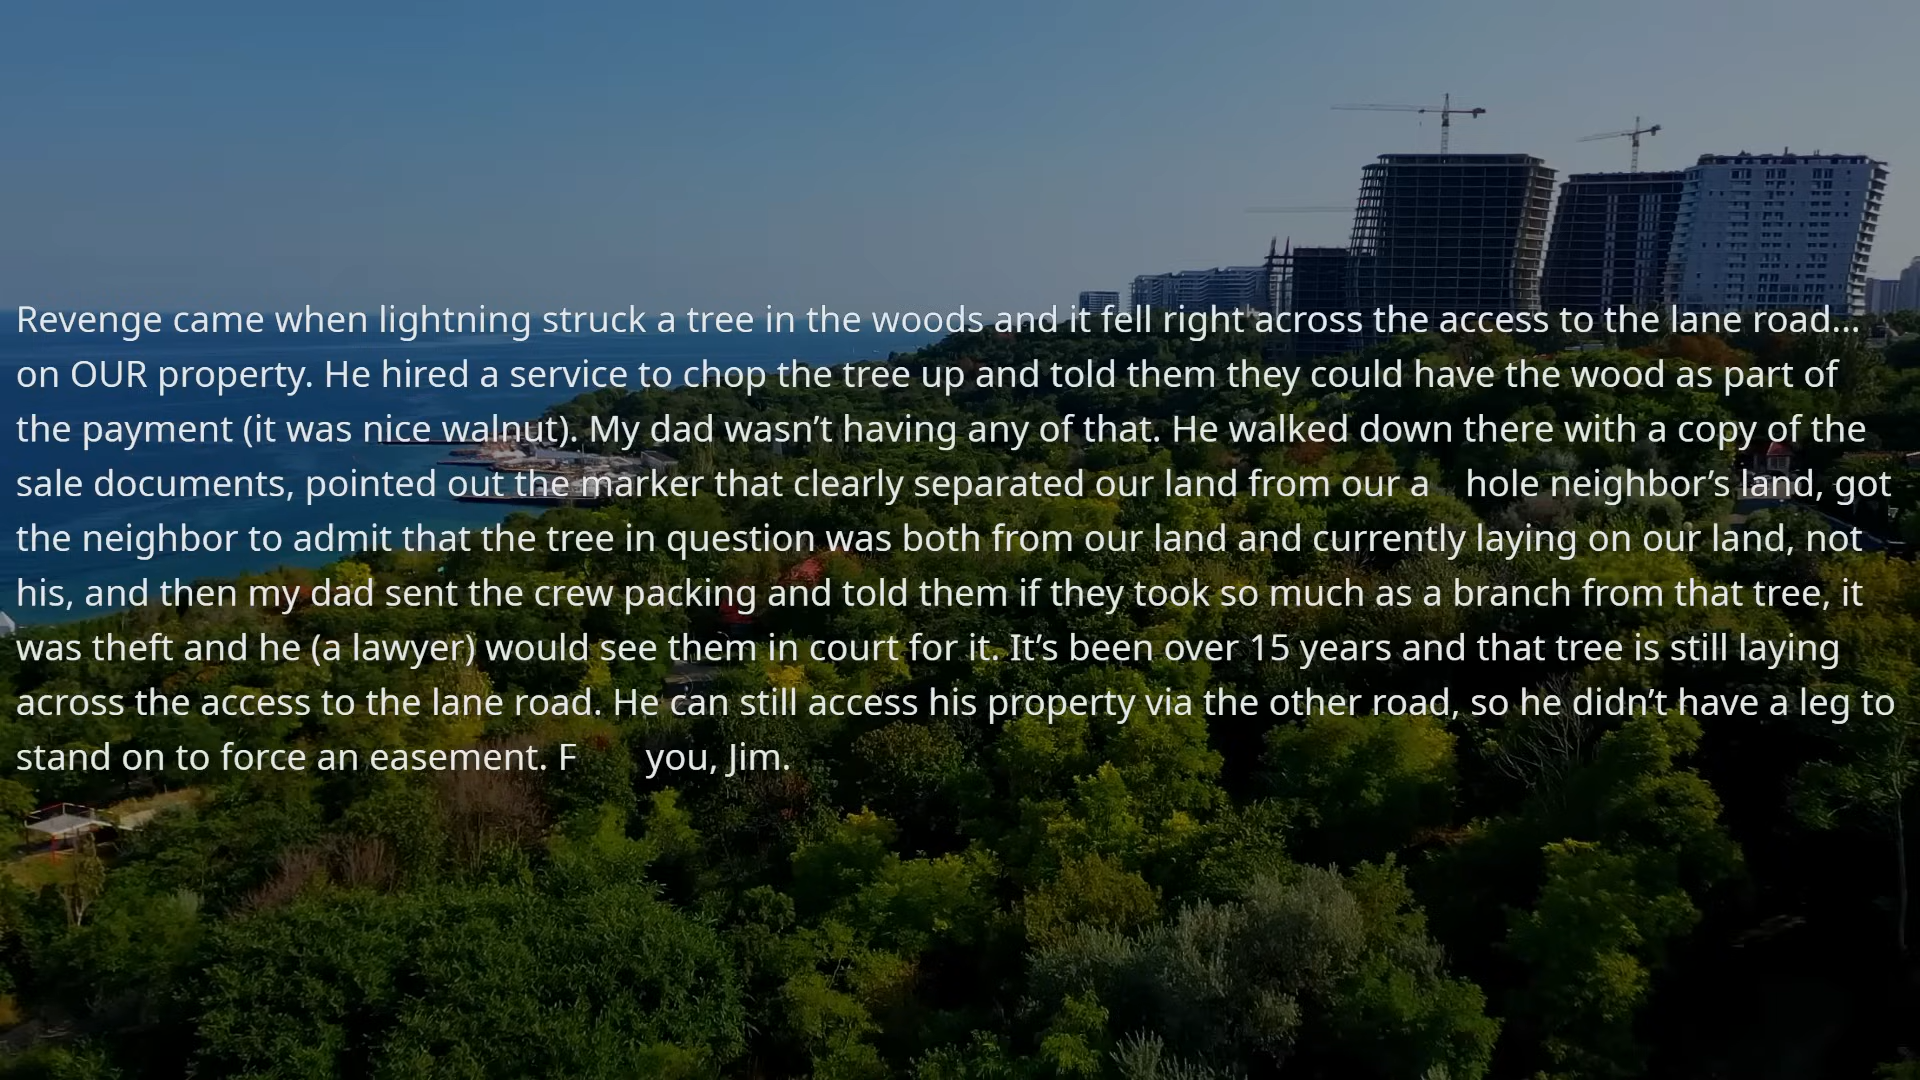 Revenge came when lightning struck a tree in the woods and it fell right across the access to the lane road...
on OUR property. He hired a service to chop the tree up and told them they could have the wood as part of
the payment (it was nice walnut). My dad wasn’t having any of that. He walked down there with a copy of the
sale documents, pointed out the marker that clearly separated our land from our a hole neighbor’s land, got
the neighbor to admit that the tree in question was both from our land and currently laying on our land, not
his, and then my dad sent the crew packing and told them if they took so much as a branch from that tree, it
was theft and he (a lawyer) would see them in court for it. It’s been over 15 years and that tree is still laying
across the access to the lane road. He can still access his property via the other road, so he didn’t have a leg to
stand on to force an easement. F you, Jim.